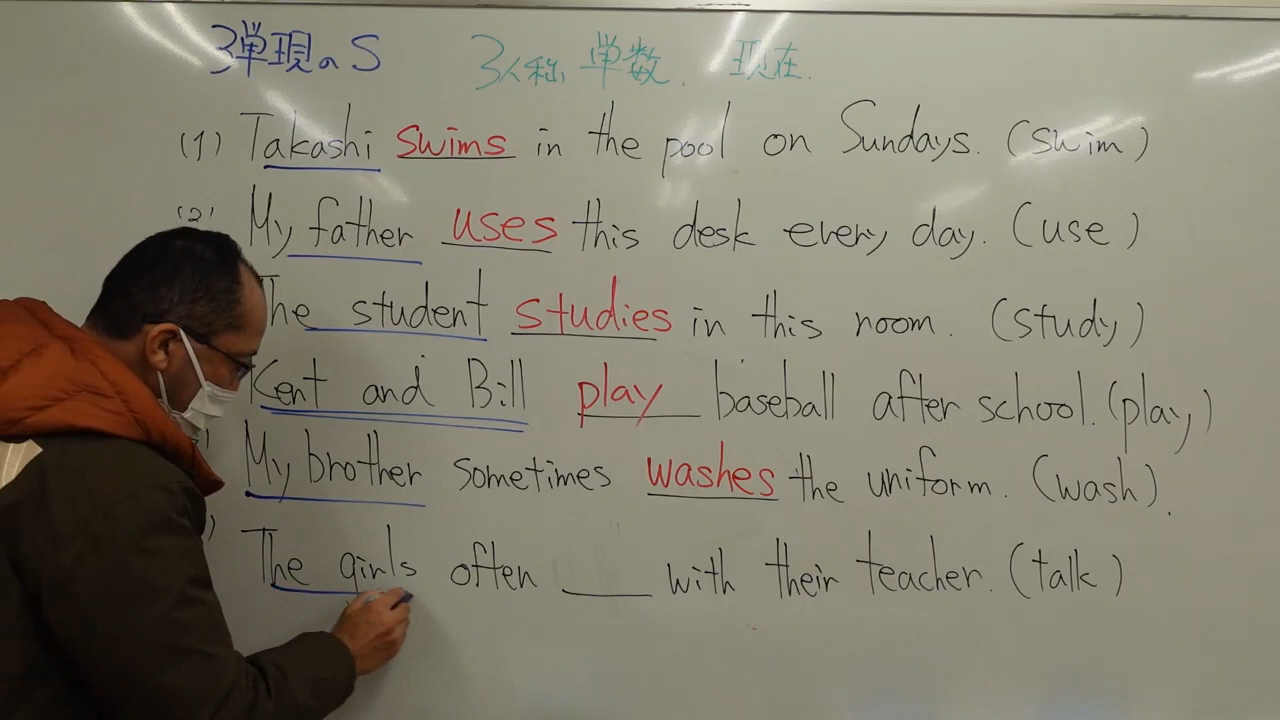 3単現のS 3人称, 単数. 現在.
(1) Takashi swims in the pool on Sundays. (swim)
(2) My father uses this desk every day. (use)
The student studies in this room. (study)
Kent and Bill play baseball after school. (play)
My brother sometimes washes the uniform. (wash).
The girls often ___ with their teacher. (talk)